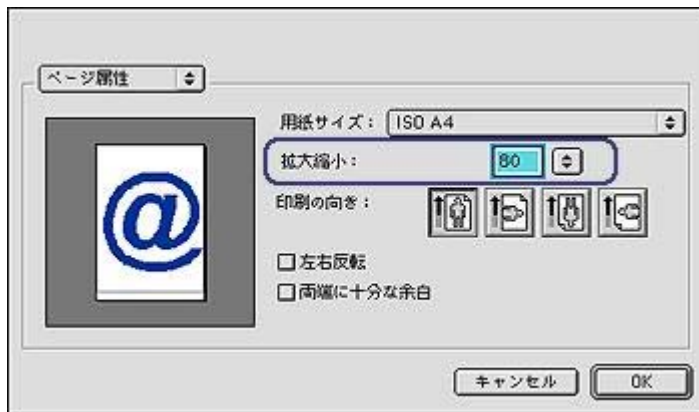 ページ属性
用紙サイズ： ISO A4
拡大縮小： 80
印刷の向き：
左右反転
両端に十分な余白
@
キャンセル OK